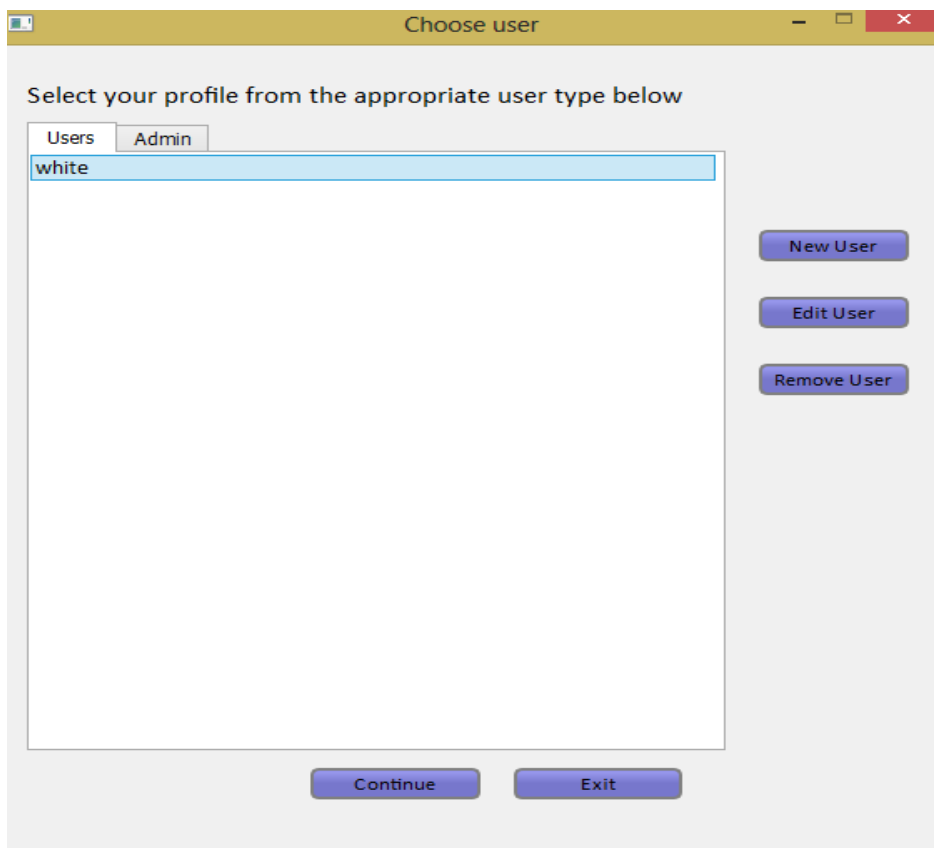 Choose user
Select your profile from the appropriate user type below
Users Admin
white
New User
Edit User
Remove User
Continue Exit